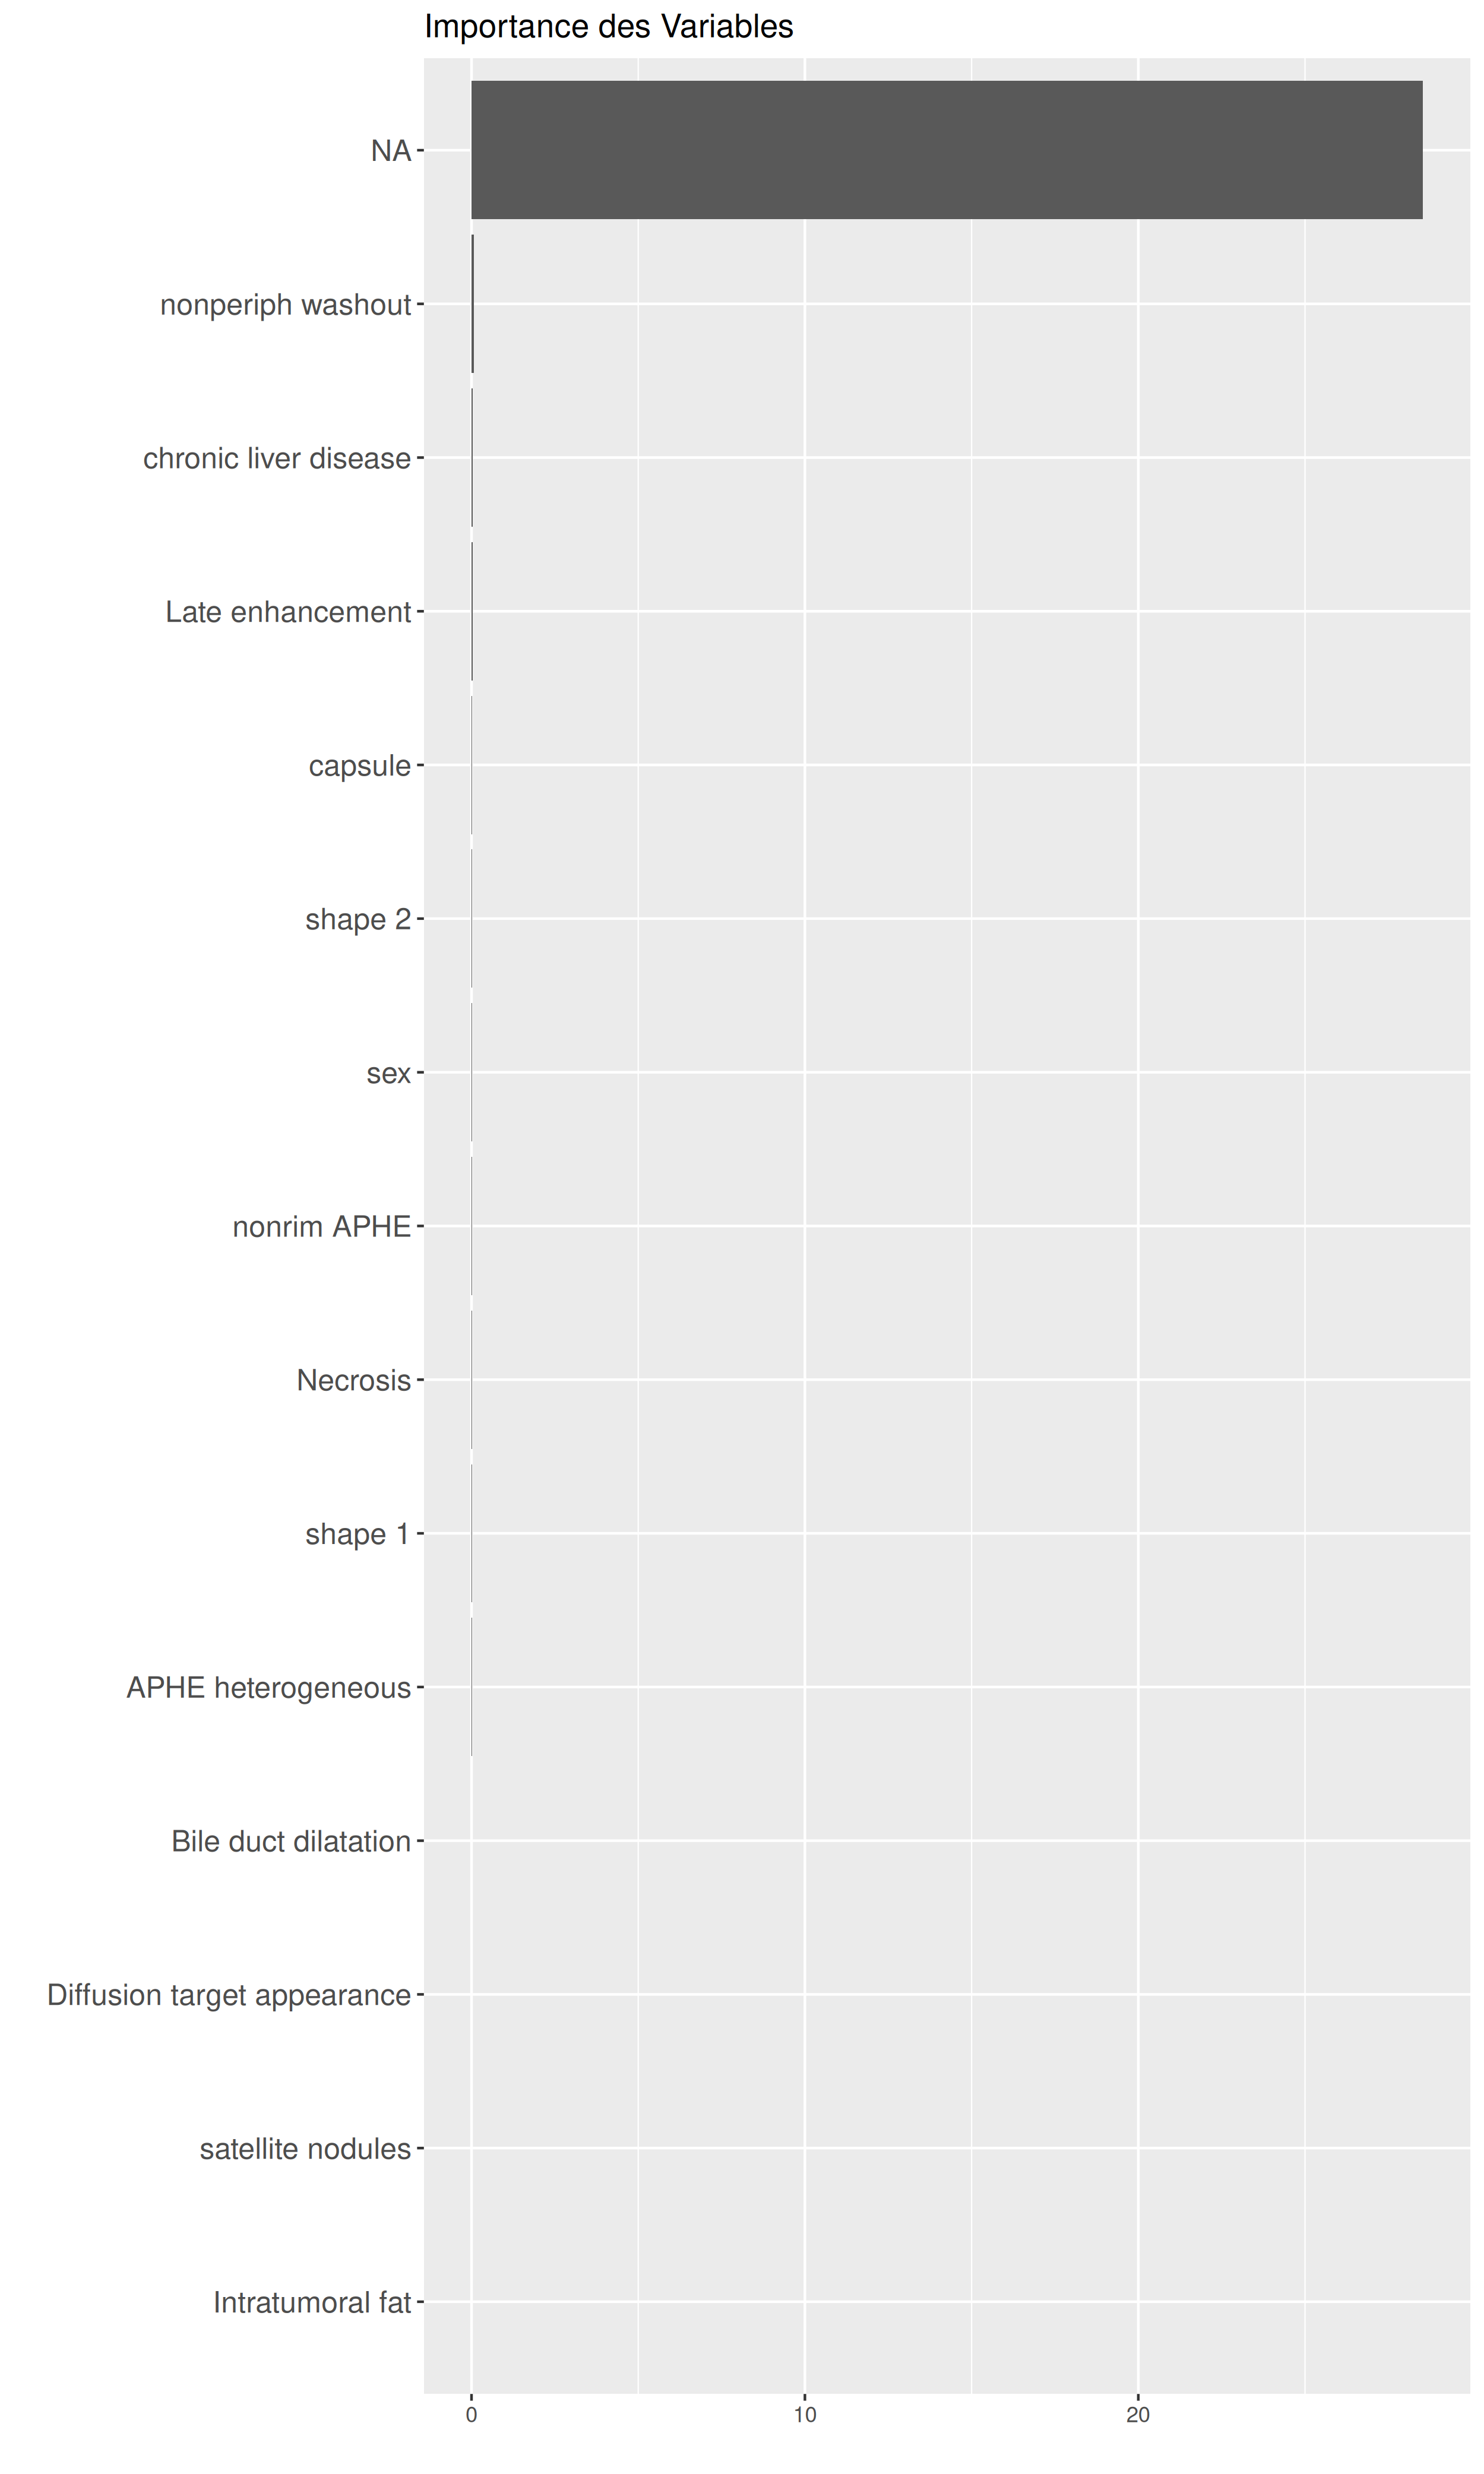 Importance des Variables
NA
nonperiph washout
chronic liver disease
Late enhancement
capsule
shape 2
sex
nonrim APHE
Necrosis
shape 1
APHE heterogeneous
Bile duct dilatation
Diffusion target appearance
satellite nodules
Intratumoral fat
0 10 20